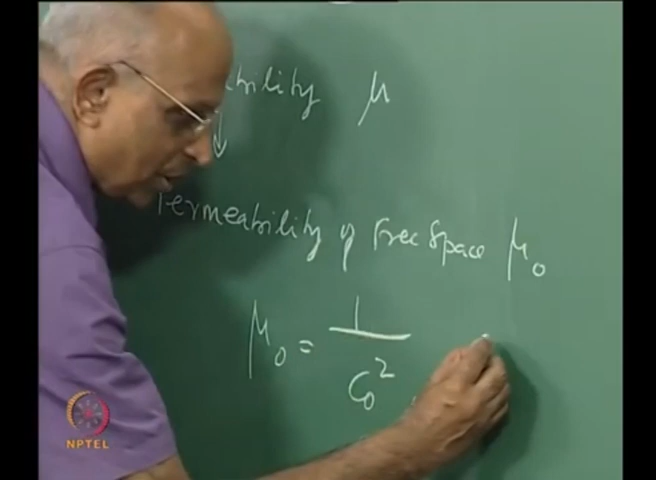 μ
Permeability of Free Space μ₀
μ₀ = 1 / C₀²
NPTEL